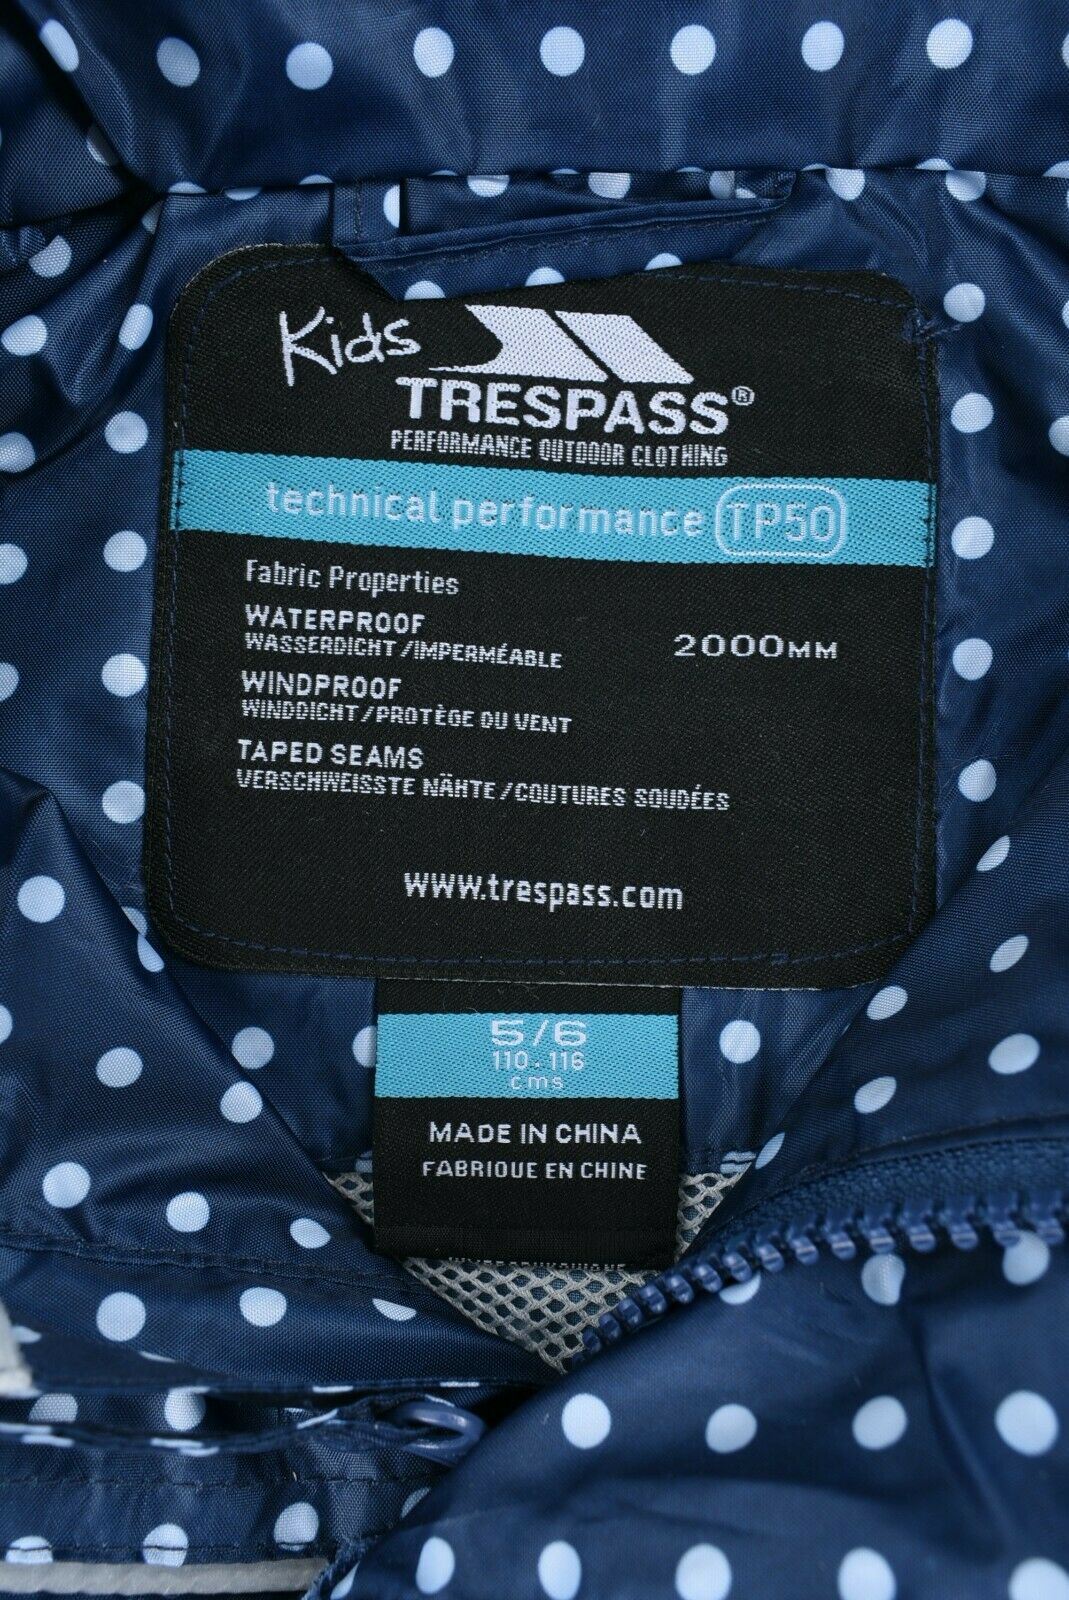 Kids
TRESPASS®
PERFORMANCE OUTDOOR CLOTHING
technical performance TP50
Fabric Properties
WATERPROOF
WASSERDICHT/IMPERMÉABLE
2000MM
WINDPROOF
WINDDICHT/PROTÈGE DU VENT
TAPED SEAMS
VERSCHWEISSTE NÄHTE/COUTURES SOUDÉES
www.trespass.com
5/6
110-116
cms
MADE IN CHINA
FABRIQUE EN CHINE